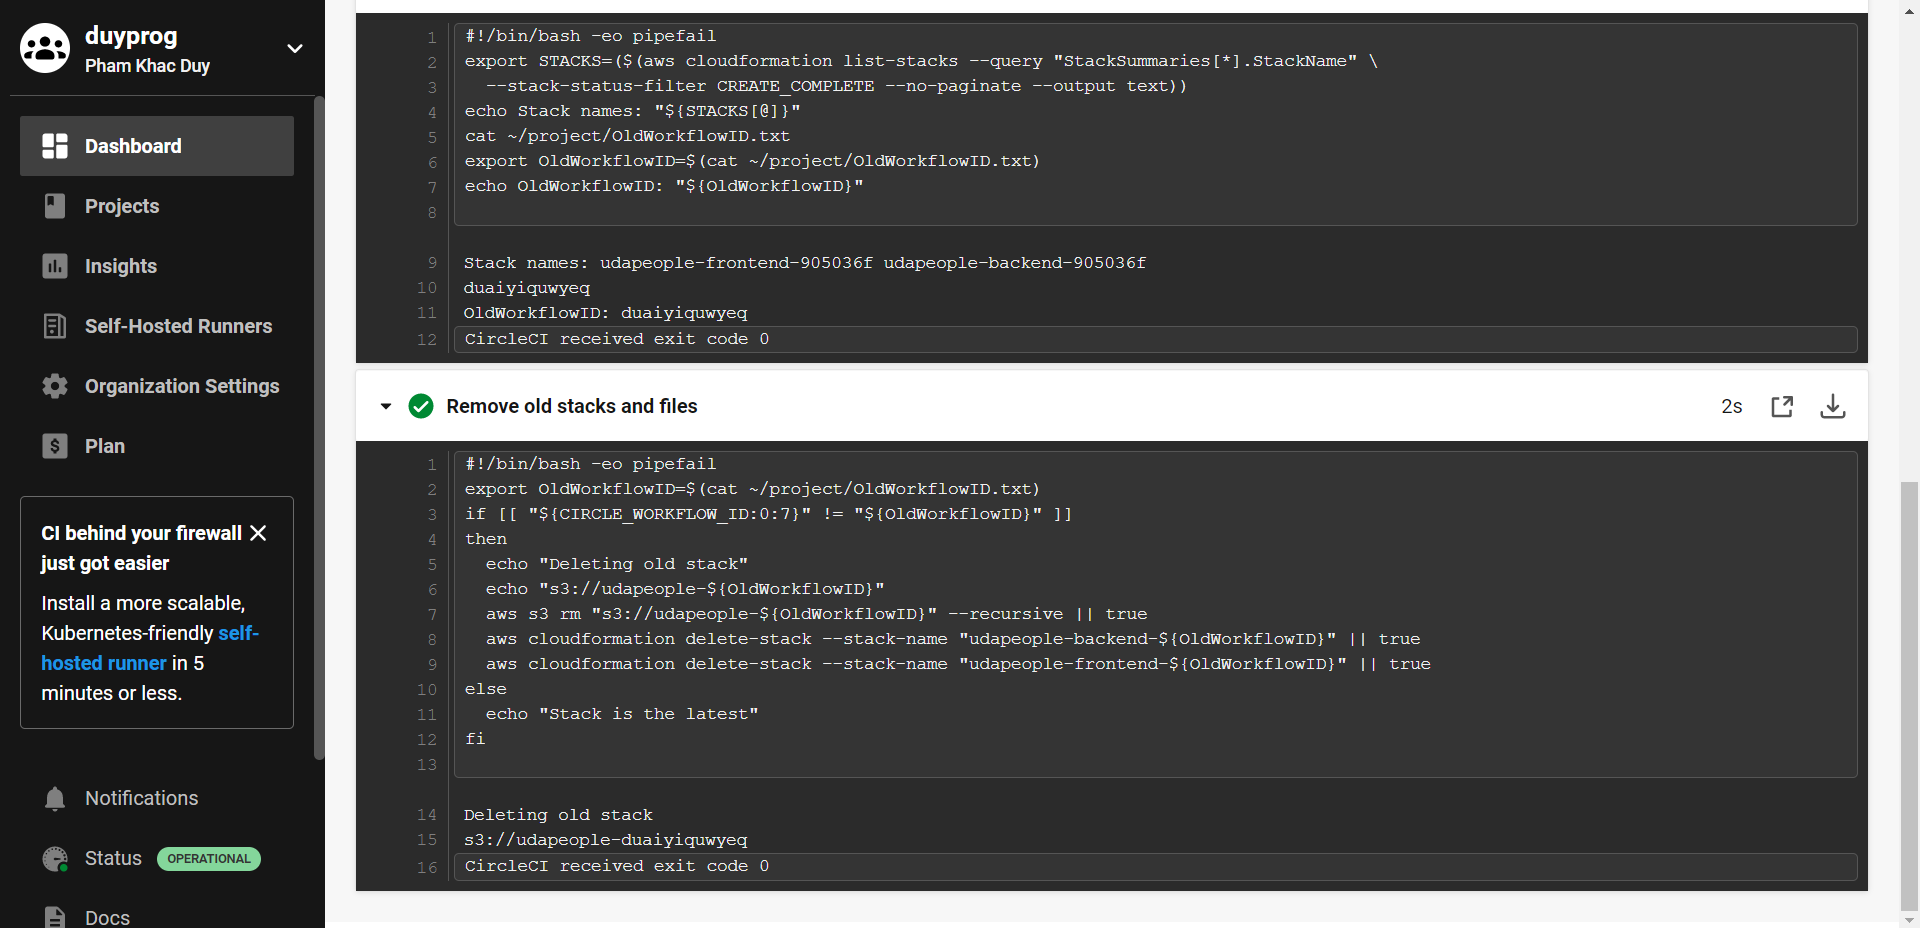 duyprog
Pham Khac Duy
Dashboard
Projects
Insights
Self-Hosted Runners
Organization Settings
Plan
CI behind your firewall
just got easier
Install a more scalable,
Kubernetes-friendly self-
hosted runner in 5
minutes or less.
Notifications
Status OPERATIONAL
Docs
1 #!/bin/bash -eo pipefail
2 export STACKS=($(aws cloudformation list-stacks --query "StackSummaries[*].StackName" \
3   --stack-status-filter CREATE_COMPLETE --no-paginate --output text))
4 echo Stack names: "${STACKS[@]}"
5 cat ~/project/OldWorkflowID.txt
6 export OldWorkflowID=$(cat ~/project/OldWorkflowID.txt)
7 echo OldWorkflowID: "${OldWorkflowID}"
8
9 Stack names: udapeople-frontend-905036f udapeople-backend-905036f
10 duaiyiquwyeq
11 OldWorkflowID: duaiyiquwyeq
12 CircleCI received exit code 0
Remove old stacks and files 2s
1 #!/bin/bash -eo pipefail
2 export OldWorkflowID=$(cat ~/project/OldWorkflowID.txt)
3 if [[ "${CIRCLE_WORKFLOW_ID:0:7}" != "${OldWorkflowID}" ]]
4 then
5   echo "Deleting old stack"
6   echo "s3://udapeople-${OldWorkflowID}"
7   aws s3 rm "s3://udapeople-${OldWorkflowID}" --recursive || true
8   aws cloudformation delete-stack --stack-name "udapeople-backend-${OldWorkflowID}" || true
9   aws cloudformation delete-stack --stack-name "udapeople-frontend-${OldWorkflowID}" || true
10 else
11   echo "Stack is the latest"
12 fi
13
14 Deleting old stack
15 s3://udapeople-duaiyiquwyeq
16 CircleCI received exit code 0